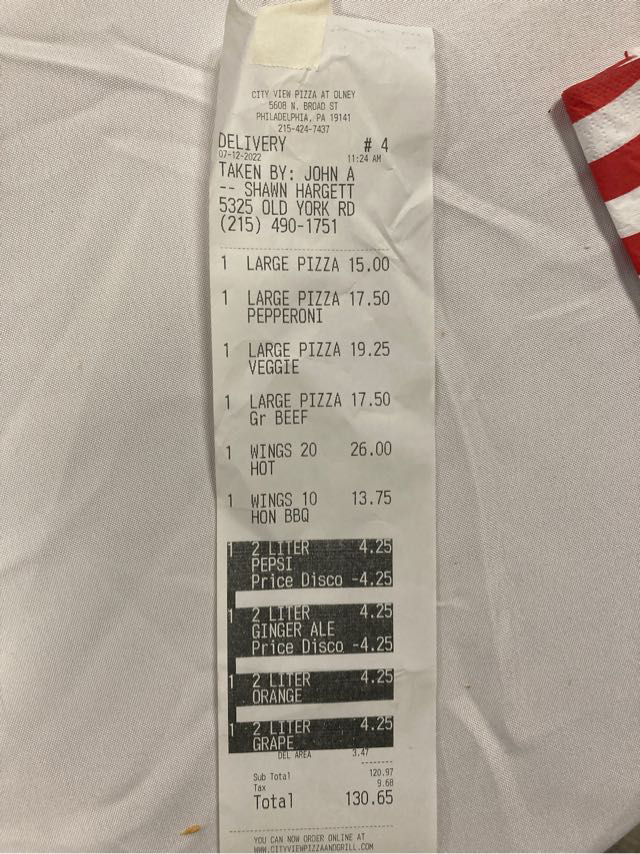 CITY VIEW PIZZA AT OLNEY
5608 N. BROAD ST
PHILADELPHIA, PA 19141
215-424-7437
DELIVERY # 4
07-12-2022 11:24 AM
TAKEN BY: JOHN A
-- SHAWN HARGETT
5325 OLD YORK RD
(215) 490-1751
1 LARGE PIZZA 15.00
1 LARGE PIZZA 17.50
PEPPERONI
1 LARGE PIZZA 19.25
VEGGIE
1 LARGE PIZZA 17.50
Gr BEEF
1 WINGS 20 26.00
HOT
1 WINGS 10 13.75
HON BBQ
1 2 LITER 4.25
PEPSI
Price Disco -4.25
1 2 LITER 4.25
GINGER ALE
Price Disco -4.25
1 2 LITER 4.25
ORANGE
1 2 LITER 4.25
GRAPE
DEL AREA 3.47
Sub Total 120.97
Tax 9.68
Total 130.65
YOU CAN NOW ORDER ONLINE AT
WWW.CITYVIEWPIZZAANDGRILL.COM